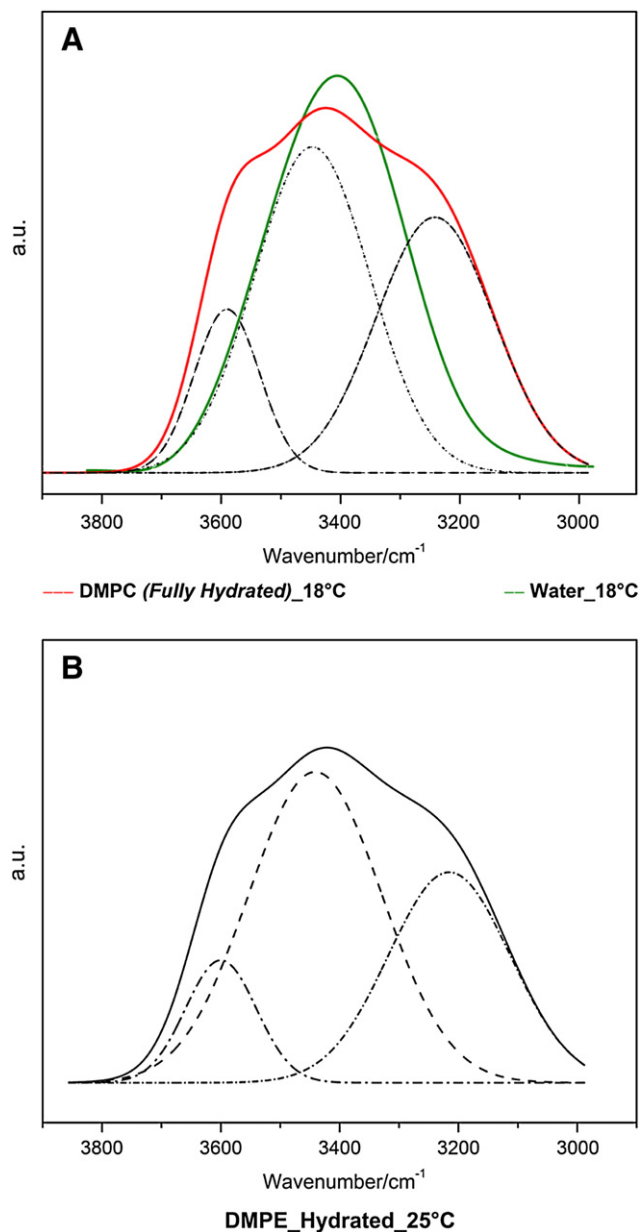 A
a.u.
3800 3600 3400 3200 3000
Wavenumber/cm⁻¹
DMPC (Fully Hydrated)_18°C Water_18°C
B
a.u.
3800 3600 3400 3200 3000
Wavenumber/cm⁻¹
DMPE_Hydrated_25°C